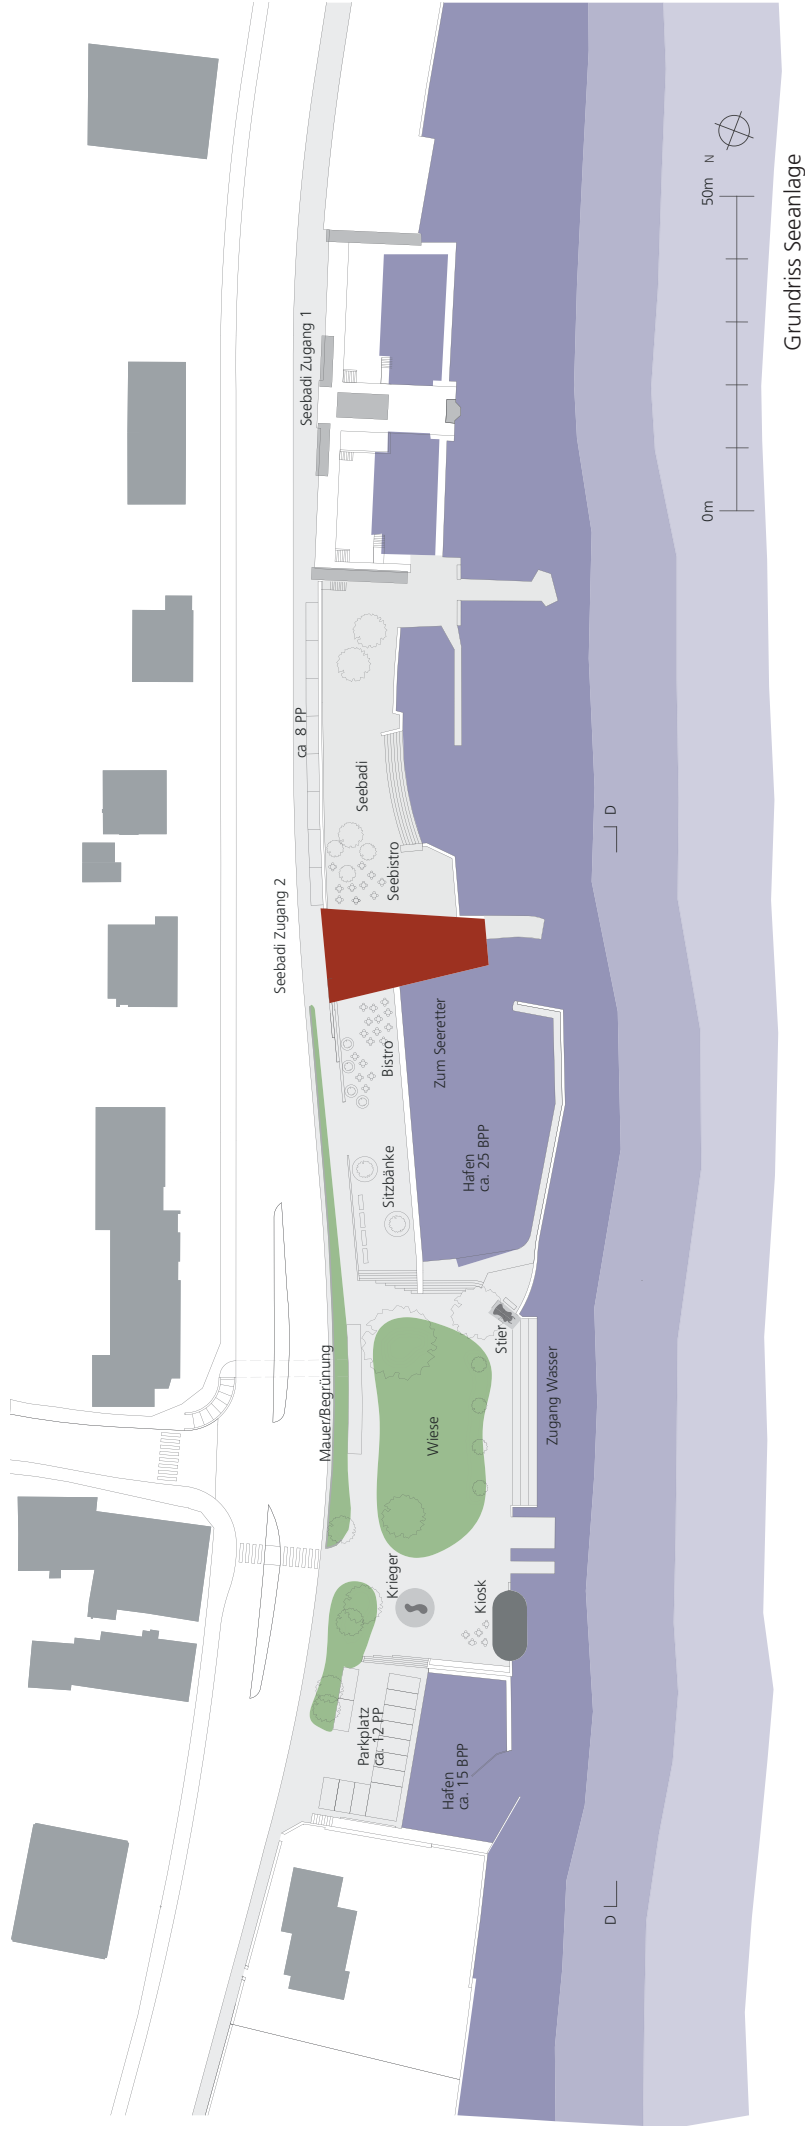 Grundriss Seeanlage
N
50m
0m
Seebadi Zugang 1
ca 8 PP
Seebadi
Seebistro
Seebadi Zugang 2
D
Bistro
Zum Seeretter
Sitzbänke
Hafen
ca. 25 BPP
Stier
Mauer/Begrünung
Wiese
Zugang Wasser
Krieger
Kiosk
Parkplatz
ca. 12 PP
Hafen
ca. 15 BPP
D